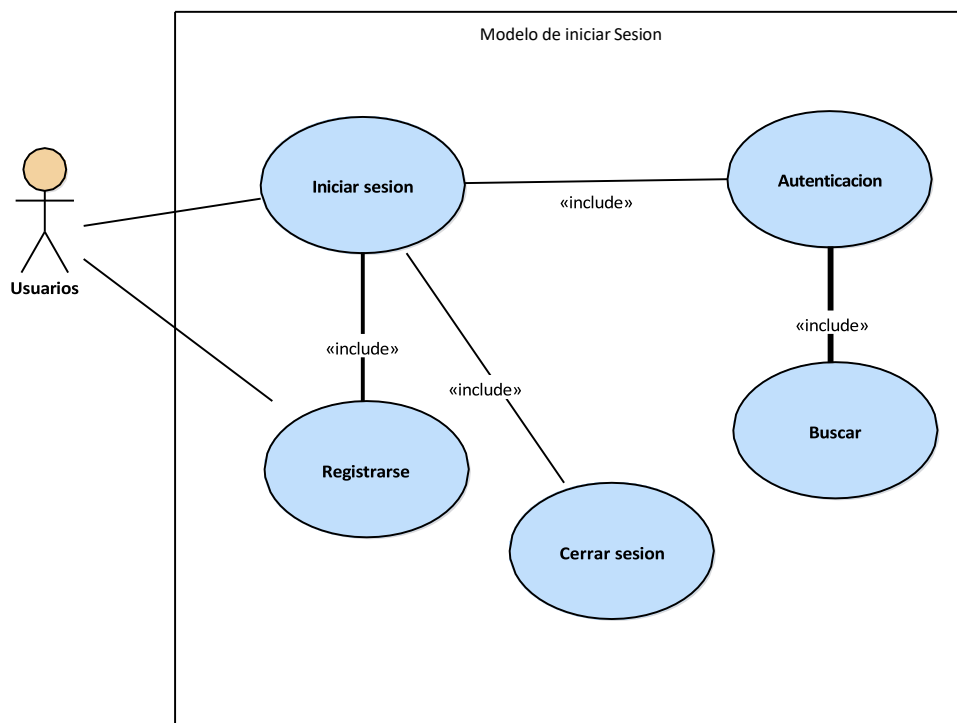 Modelo de iniciar Sesion
Iniciar sesion
Autenticacion
«include»
Usuarios
«include»
«include»
«include»
Buscar
Registrarse
Cerrar sesion